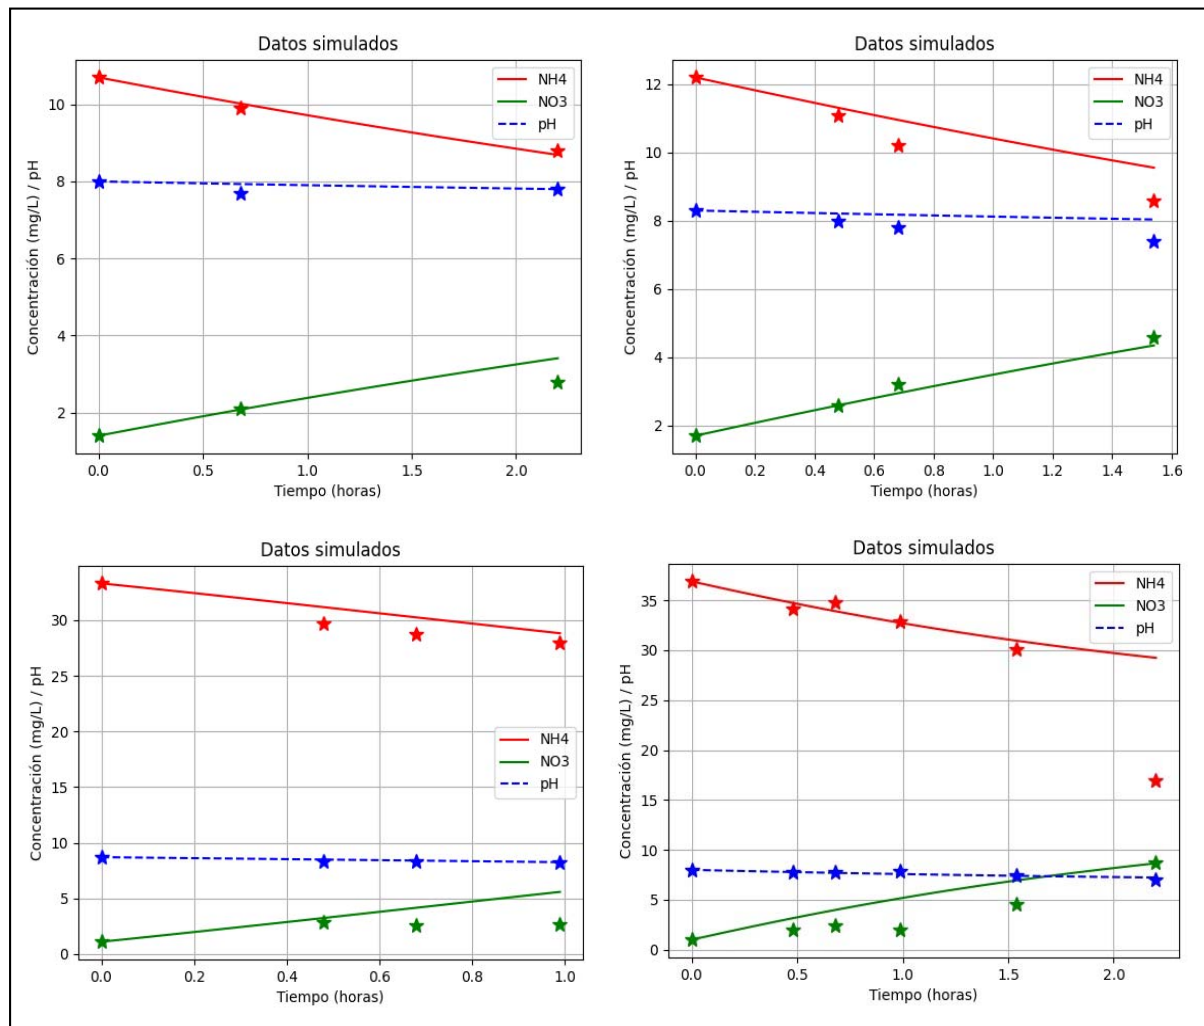 Datos simulados
Concentración (mg/L) / pH
10
8
6
4
2
NH4
NO3
pH
0.0
0.5
1.0
1.5
2.0
Tiempo (horas)
Datos simulados
Concentración (mg/L) / pH
12
10
8
6
4
2
NH4
NO3
pH
0.0
0.2
0.4
0.6
0.8
1.0
1.2
1.4
1.6
Tiempo (horas)
Datos simulados
Concentración (mg/L) / pH
30
25
20
15
10
5
0
NH4
NO3
pH
0.0
0.2
0.4
0.6
0.8
1.0
Tiempo (horas)
Datos simulados
Concentración (mg/L) / pH
35
30
25
20
15
10
5
0
NH4
NO3
pH
0.0
0.5
1.0
1.5
2.0
Tiempo (horas)